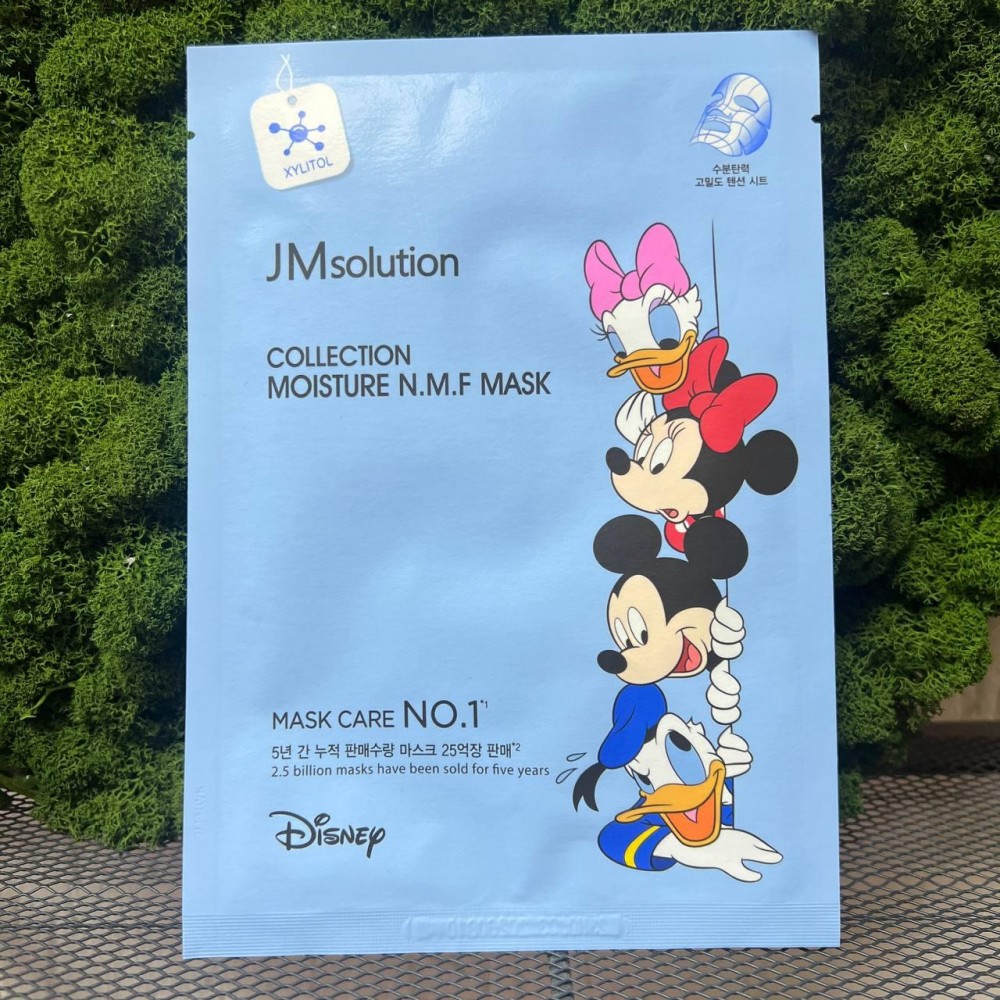 XYLITOL
수분탄력
고밀도 텐션 시트
JMsolution
COLLECTION
MOISTURE N.M.F MASK
MASK CARE NO.1*1
5년 간 누적 판매수량 마스크 25억장 판매*2
2.5 billion masks have been sold for five years
Disney